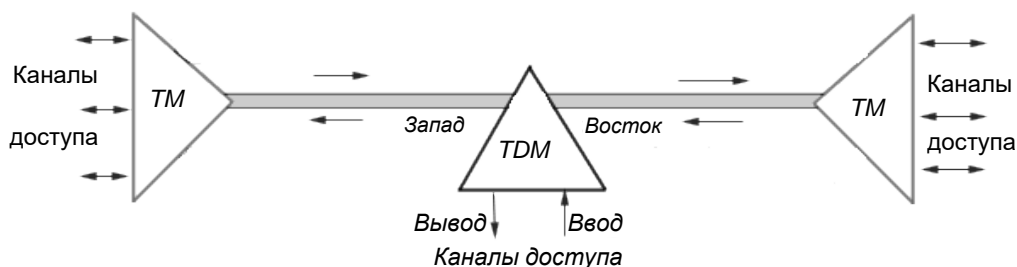 Каналы
доступа
TM
Запад
TDM
Восток
TM
Каналы
доступа
Вывод
Ввод
Каналы доступа